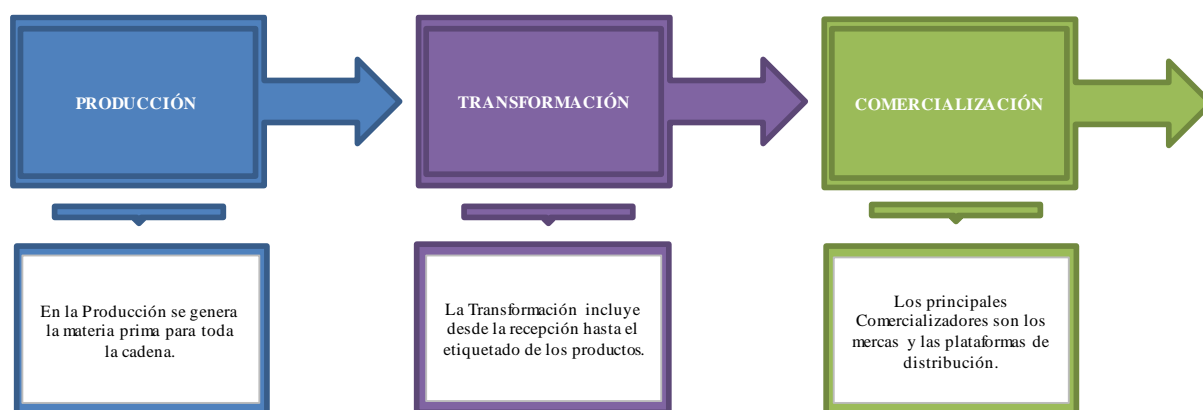 PRODUCCIÓN
TRANSFORMACIÓN
COMERCIALIZACIÓN
En la Producción se genera
la materia prima para toda
la cadena.
La Transformación incluye
desde la recepción hasta el
etiquetado de los productos.
Los principales
Comercializadores son los
mercas y las plataformas de
distribución.